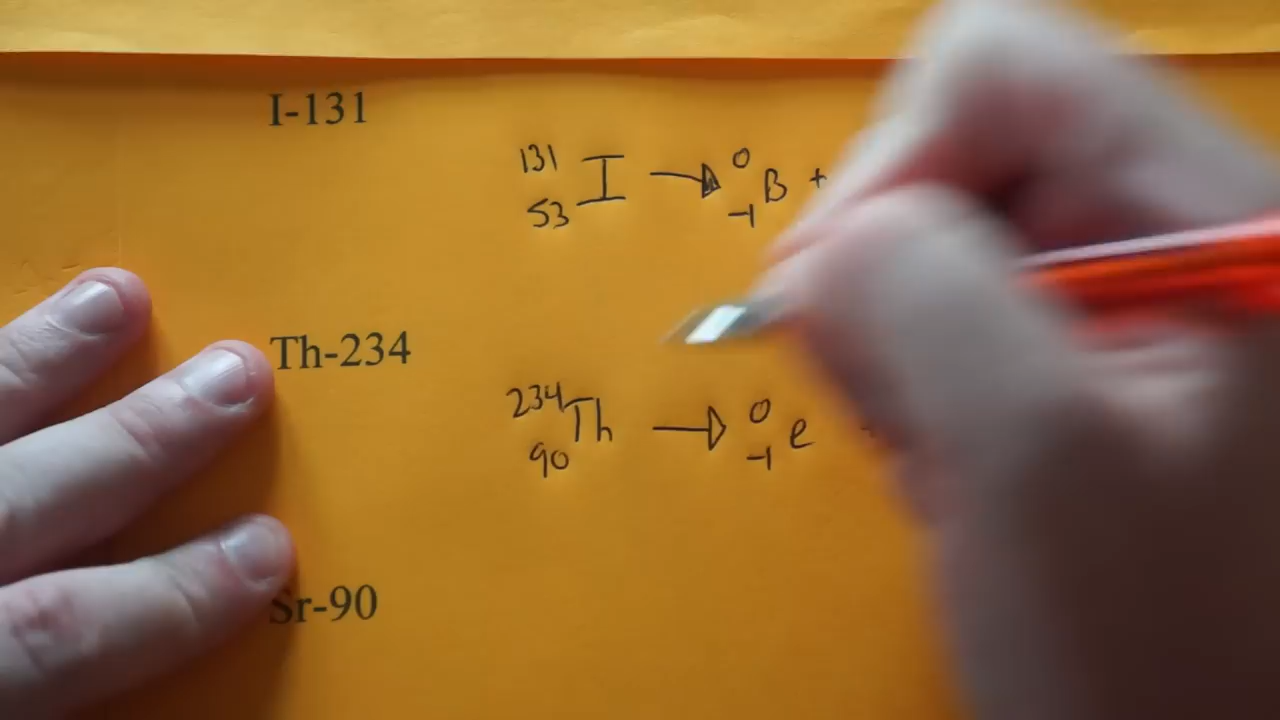 I-131
131 53 I → 0 -1 B +
Th-234
234 90 Th → 0 -1 e
Sr-90